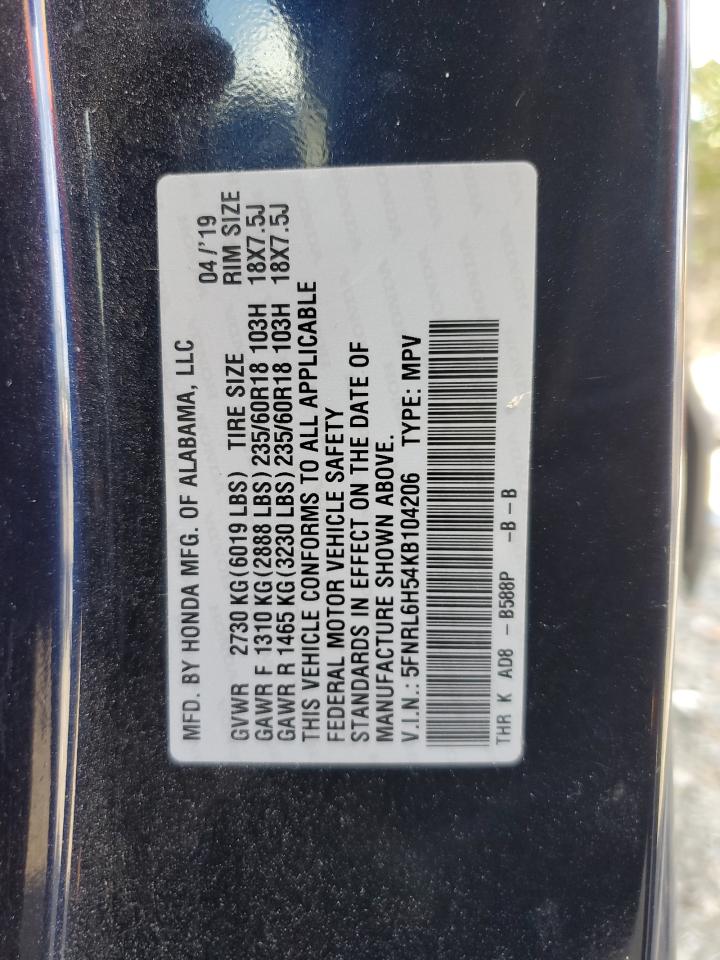 MFD. BY HONDA MFG. OF ALABAMA, LLC 04/'19
GVWR 2730 KG(6019 LBS) TIRE SIZE RIM SIZE
GAWR F 1310 KG(2888 LBS) 235/60R18 103H 18X7.5J
GAWR R 1465 KG(3230 LBS) 235/60R18 103H 18X7.5J
THIS VEHICLE CONFORMS TO ALL APPLICABLE
FEDERAL MOTOR VEHICLE SAFETY
STANDARDS IN EFFECT ON THE DATE OF
MANUFACTURE SHOWN ABOVE.
V.I.N.: 5FNRL6H54KB104206 TYPE: MPV
THR K AD8 - B588P -B-B